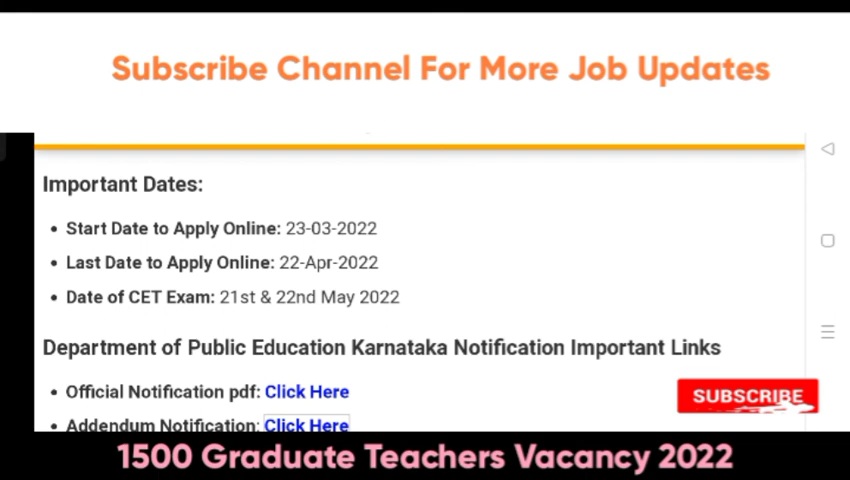 Subscribe Channel For More Job Updates
Important Dates:
• Start Date to Apply Online: 23-03-2022
• Last Date to Apply Online: 22-Apr-2022
• Date of CET Exam: 21st & 22nd May 2022
Department of Public Education Karnataka Notification Important Links
• Official Notification pdf: Click Here
SUBSCRIBE
• Addendum Notification: Click Here
1500 Graduate Teachers Vacancy 2022